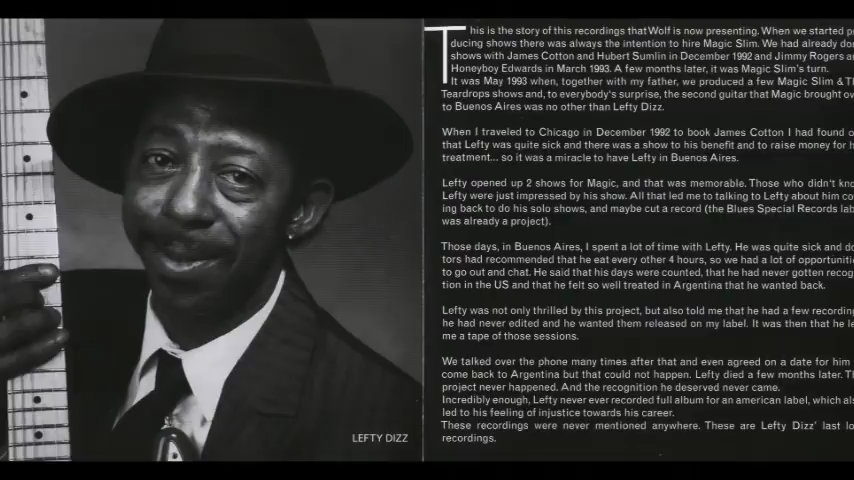 LEFTY DIZZ
This is the story of this recordings that Wolf is now presenting. When we started p
ducing shows there was always the intention to hire Magic Slim. We had already do
shows with James Cotton and Hubert Sumlin in December 1992 and Jimmy Rogers a
Honeyboy Edwards in March 1993. A few months later, it was Magic Slim's turn.
It was May 1993 when, together with my father, we produced a few Magic Slim & T
Teardrops shows and, to everybody's surprise, the second guitar that Magic brought ov
to Buenos Aires was no other than Lefty Dizz.
When I traveled to Chicago in December 1992 to book James Cotton I had found o
that Lefty was quite sick and there was a show to his benefit and to raise money for h
treatment... so it was a miracle to have Lefty in Buenos Aires.
Lefty opened up 2 shows for Magic, and that was memorable. Those who didn't kno
Lefty were just impressed by his show. All that led me to talking to Lefty about him co
ing back to do his solo shows, and maybe cut a record (the Blues Special Records lab
was already a project).
Those days, in Buenos Aires, I spent a lot of time with Lefty. He was quite sick and do
tors had recommended that he eat every other 4 hours, so we had a lot of opportuniti
to go out and chat. He said that his days were counted, that he had never gotten recog
tion in the US and that he felt so well treated in Argentina that he wanted back.
Lefty was not only thrilled by this project, but also told me that he had a few recording
he had never edited and he wanted them released on my label. It was then that he le
me a tape of those sessions.
We talked over the phone many times after that and even agreed on a date for him
come back to Argentina but that could not happen. Lefty died a few months later. T
project never happened. And the recognition he deserved never came.
Incredibly enough, Lefty never ever recorded full album for an american label, which als
led to his feeling of injustice towards his career.
These recordings were never mentioned anywhere. These are Lefty Dizz' last lo
recordings.